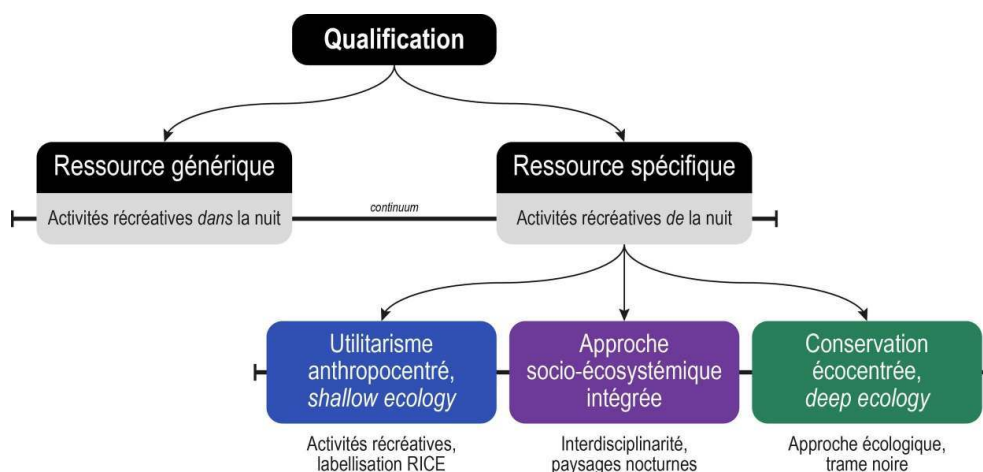 Qualification
Ressource générique
Activités récréatives dans la nuit
continuum
Ressource spécifique
Activités récréatives de la nuit
Utilitarisme
anthropocentré,
shallow ecology
Activités récréatives,
labellisation RICE
Approche
socio-écosystémique
intégrée
Interdisciplinarité,
paysages nocturnes
Conservation
écocentrée,
deep ecology
Approche écologique,
trame noire